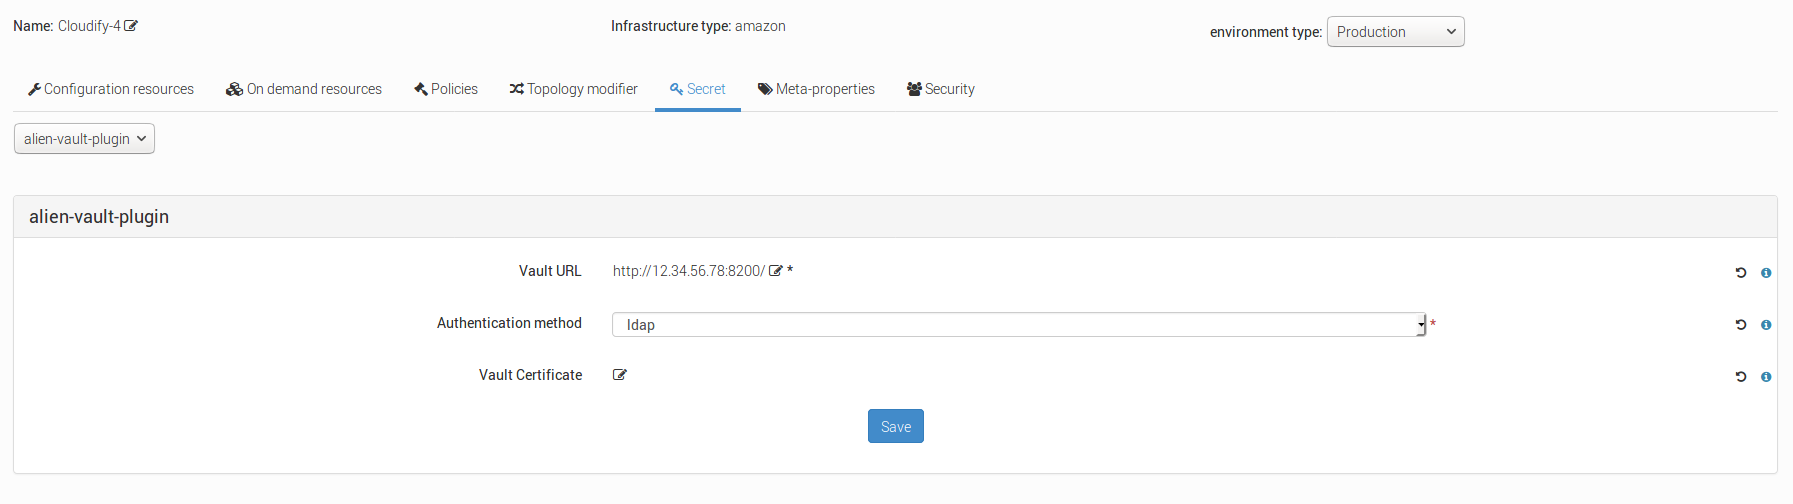 Name: Cloudify-4 Infrastructure type: amazon environment type: Production
Configuration resources On demand resources Policies Topology modifier Secret Meta-properties Security
alien-vault-plugin
alien-vault-plugin
Vault URL http://12.34.56.78:8200/ *
Authentication method ldap *
Vault Certificate
Save